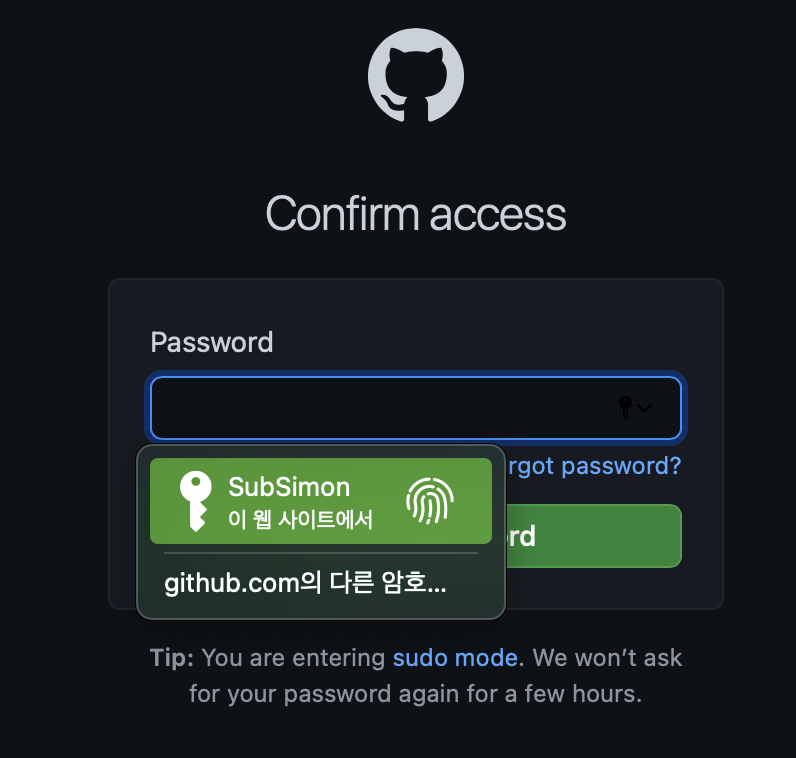 Confirm access
Password
SubSimon
이 웹 사이트에서
github.com의 다른 암호...
rgot password?
rd
Tip: You are entering sudo mode. We won’t ask
for your password again for a few hours.